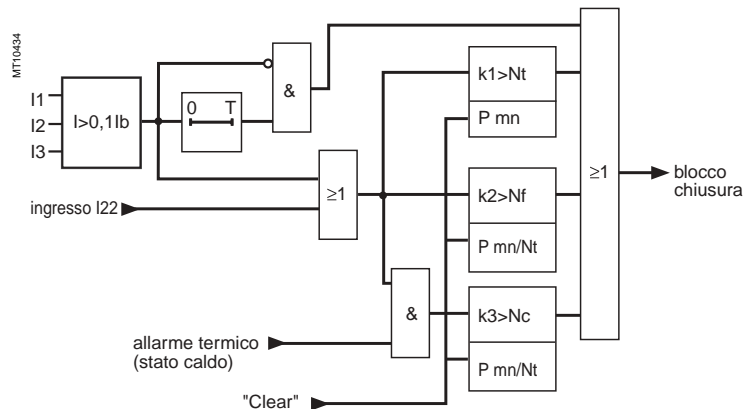 MT10434
I1
I2
I3
I>0,1Ib
0 T
&
k1>Nt
P mn
≥1
ingresso I22
k2>Nf
P mn/Nt
≥1
blocco
chiusura
&
k3>Nc
P mn/Nt
allarme termico
(stato caldo)
"Clear"